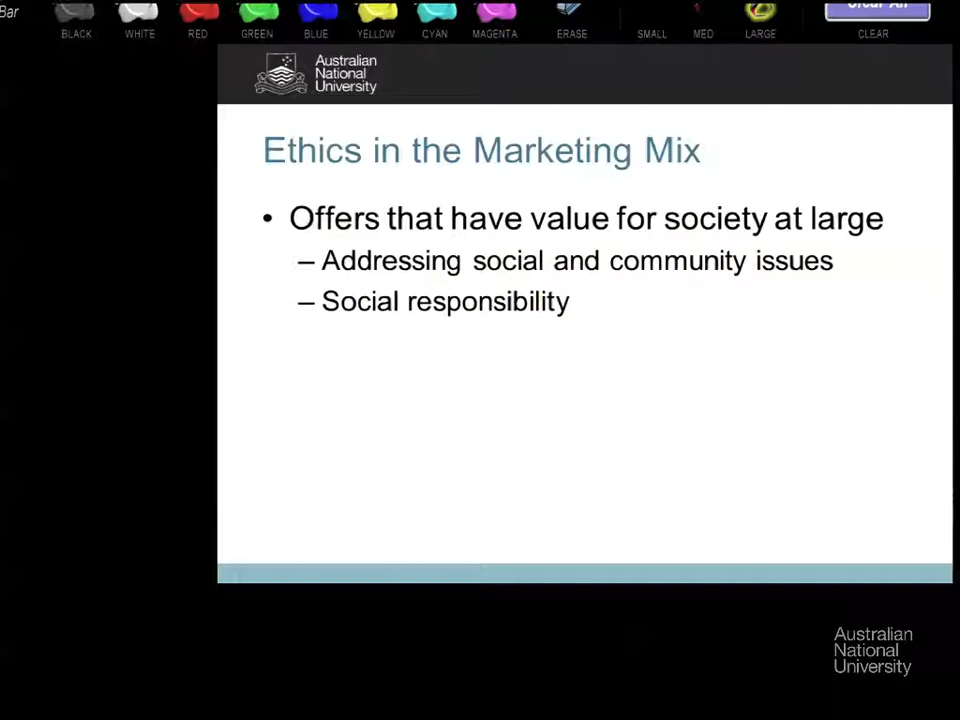 Bar
BLACK WHITE RED GREEN BLUE YELLOW CYAN MAGENTA ERASE SMALL MED LARGE CLEAR
Australian
National
University
Ethics in the Marketing Mix
• Offers that have value for society at large
– Addressing social and community issues
– Social responsibility
Australian
National
University